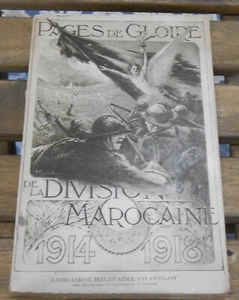 PAGES DE GLOIRE
DE LA DIVISION
MAROCAINE
1914 1918
LIBRAIRIE MILITAIRE CHAPELOT